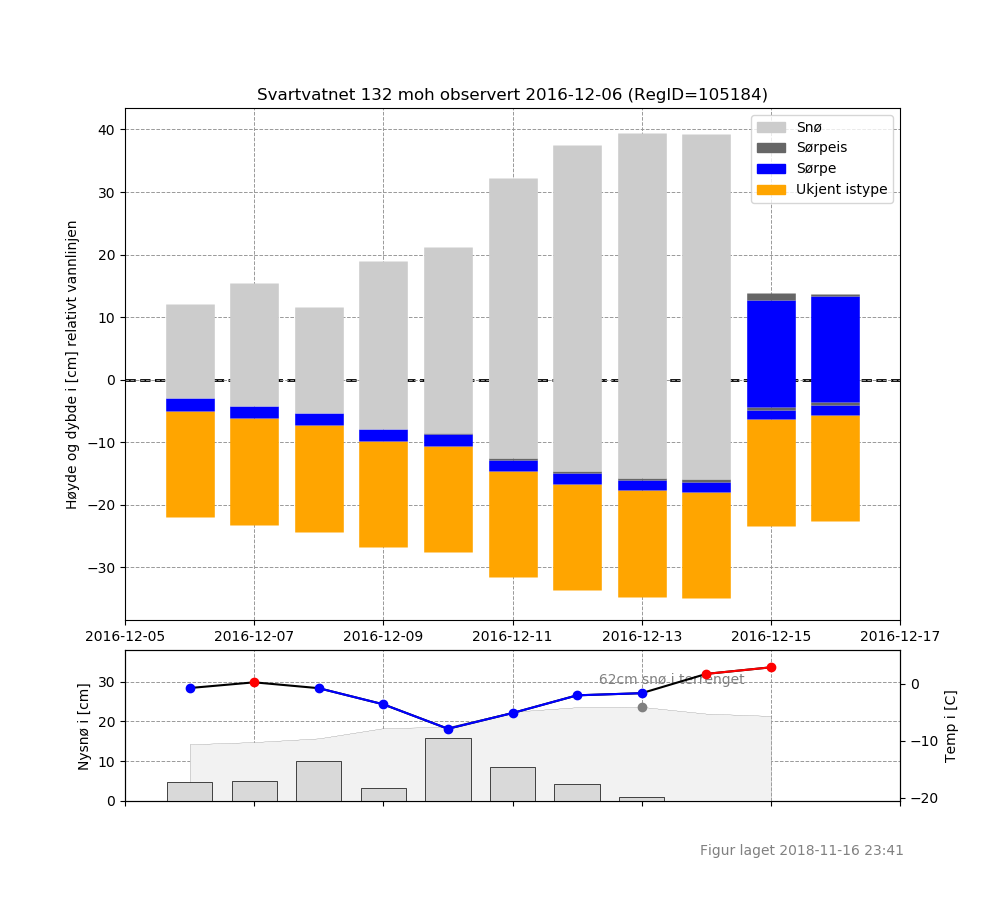 Svartvatnet 132 moh observert 2016-12-06 (RegID=105184)
Høyde og dybde i [cm] relativt vannlinjen
40
30
20
10
0
−10
−20
−30
Snø
Sørpeis
Sørpe
Ukjent istype
2016-12-05
2016-12-07
2016-12-09
2016-12-11
2016-12-13
2016-12-15
2016-12-17
Nysnø i [cm]
30
20
10
0
62cm snø i terrenget
0
−10
−20
Temp i [C]
Figur laget 2018-11-16 23:41